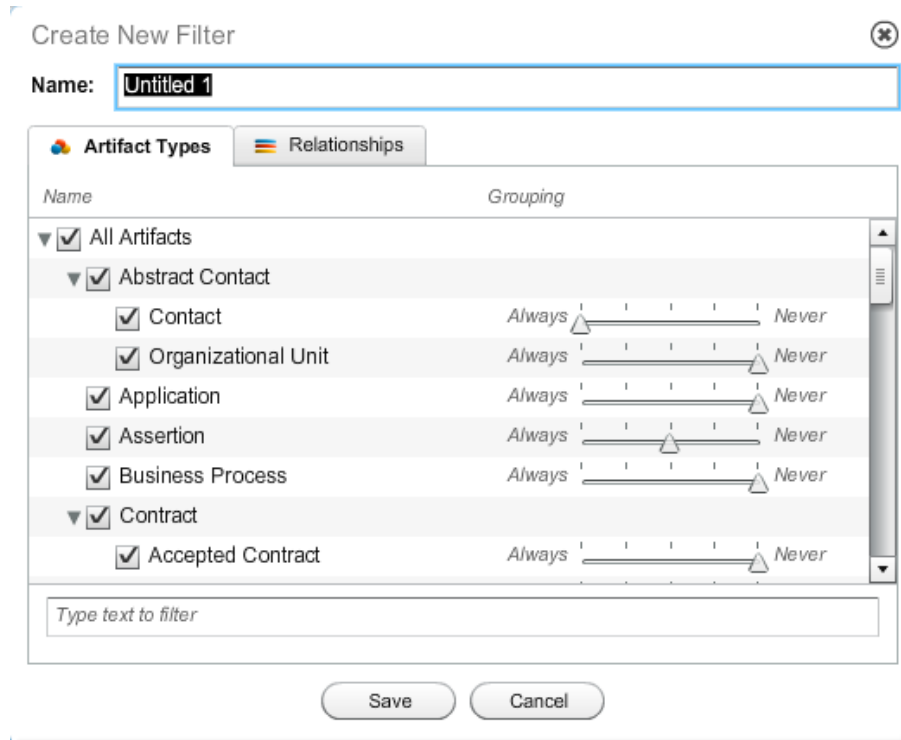 Create New Filter
Name: Untitled 1
Artifact Types Relationships
Name Grouping
All Artifacts
Abstract Contact
Contact Always Never
Organizational Unit Always Never
Application Always Never
Assertion Always Never
Business Process Always Never
Contract
Accepted Contract Always Never
Type text to filter
Save Cancel